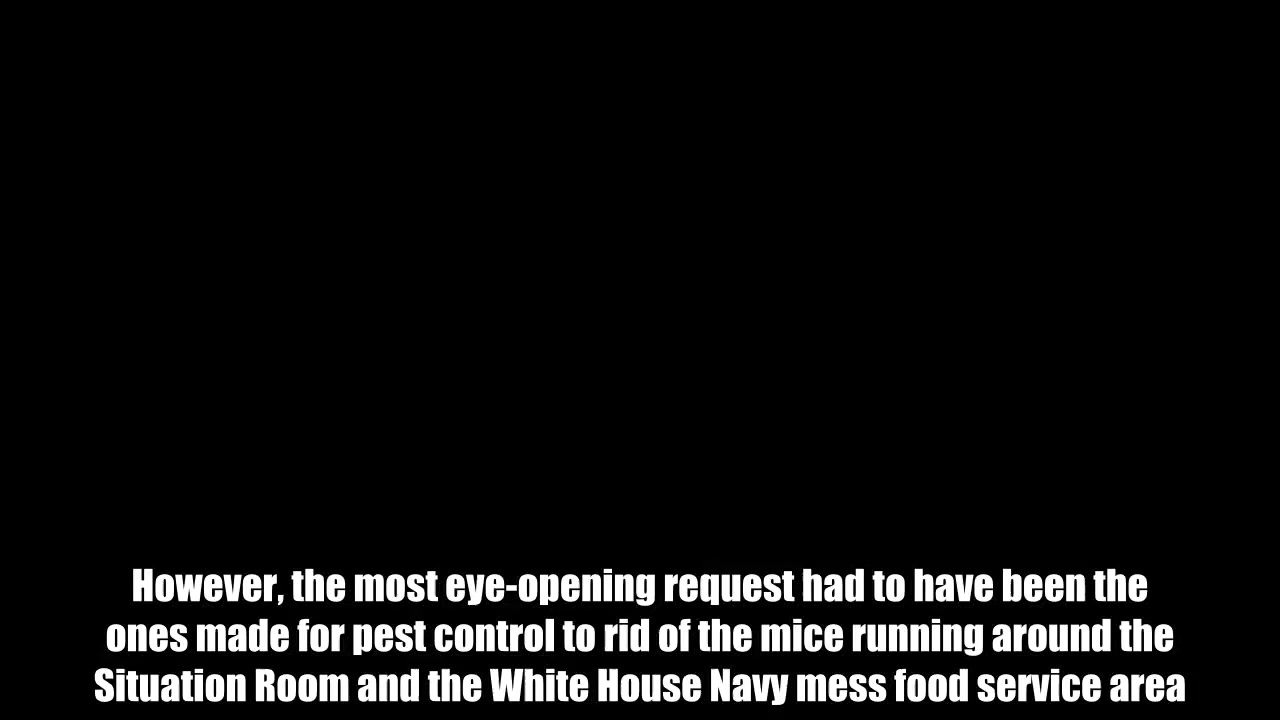 However, the most eye-opening request had to have been the
ones made for pest control to rid of the mice running around the
Situation Room and the White House Navy mess food service area